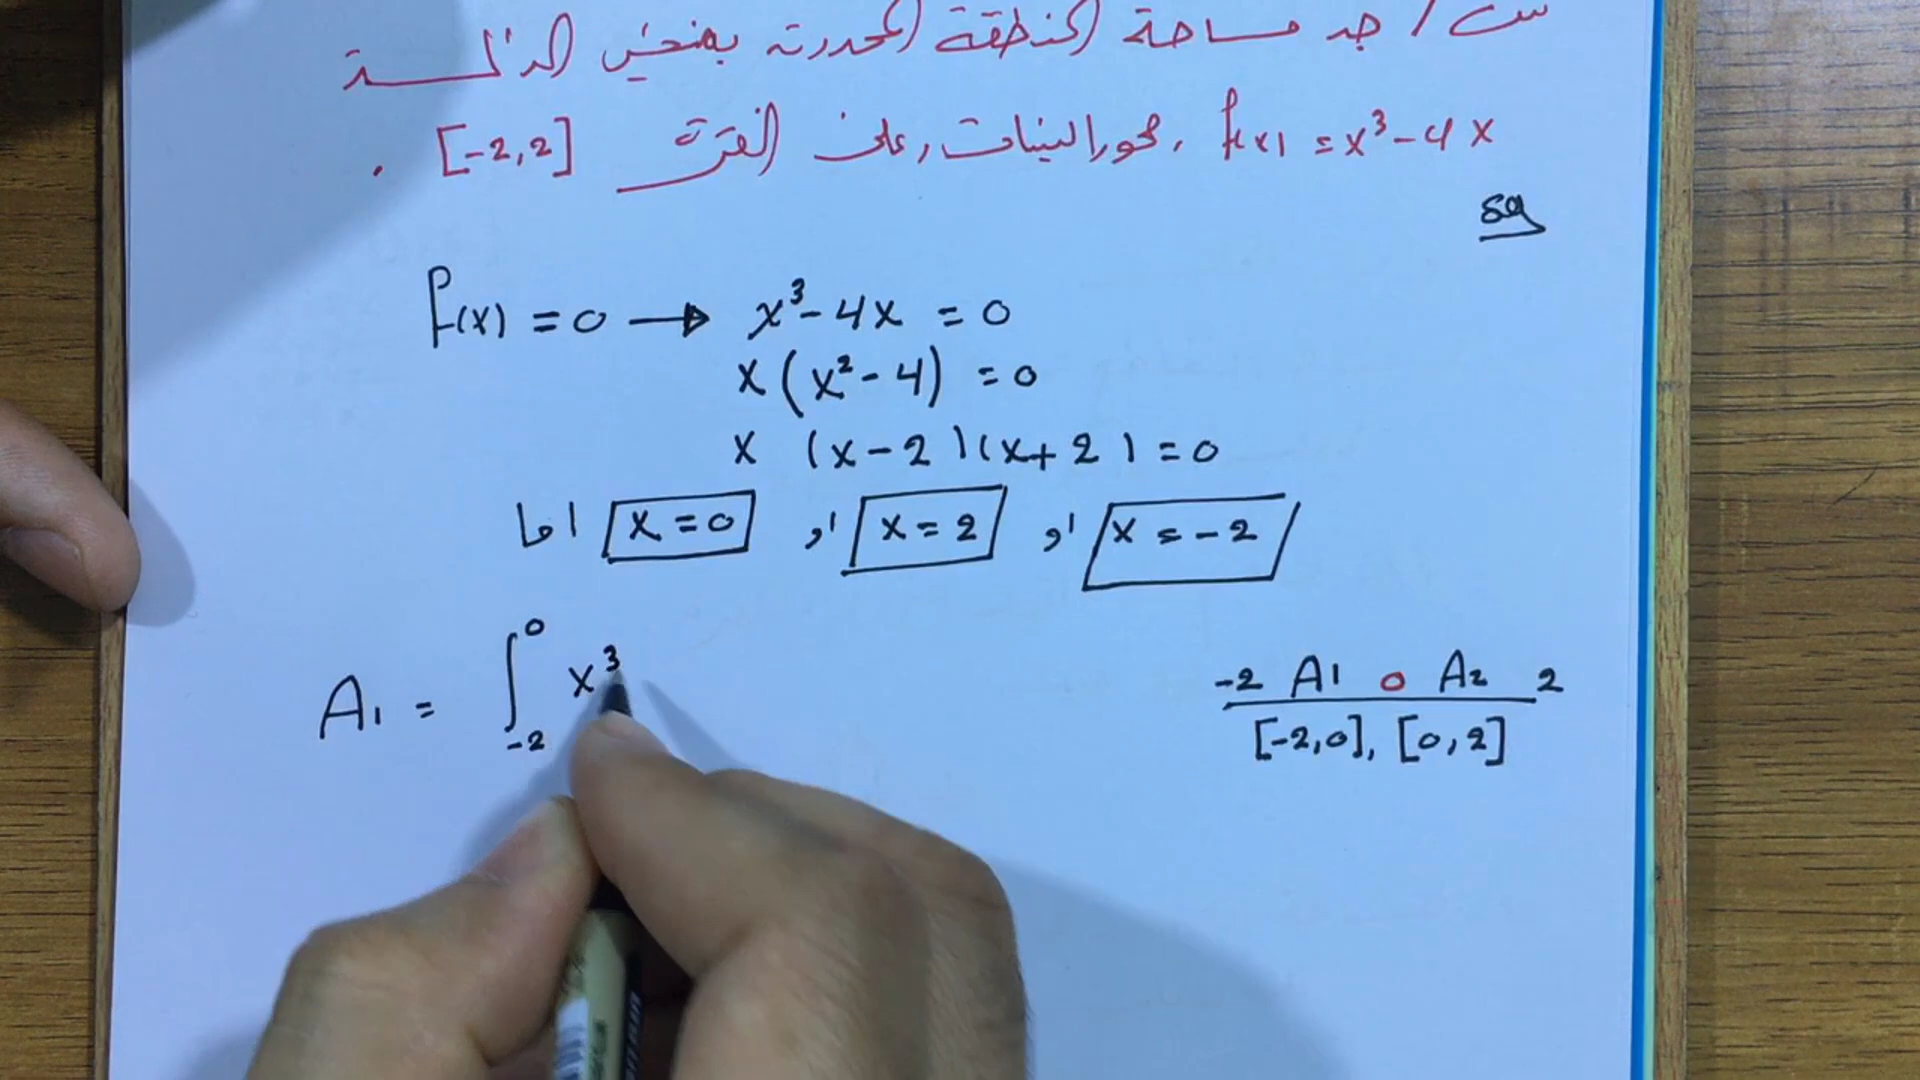 س / جد مساحة المنطقة المحددة بمنحني الدالة
f(x) = x³ - 4x ومحور السينات وعلى الفترة [-2,2] .
Sol
f(x) = 0 → x³ - 4x = 0
x (x² - 4) = 0
x (x - 2)(x + 2) = 0
اما x = 0 , او x = 2 او x = -2
-2 A1 0 A2 2
[-2,0], [0,2]
A1 = ∫₋₂⁰ x³